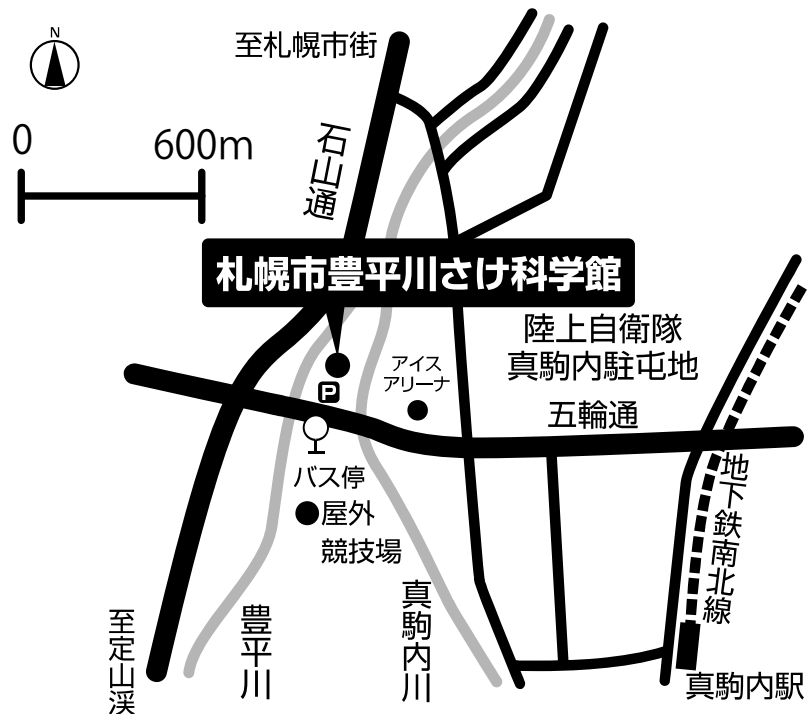 N
至札幌市街
0
600m
石山通
札幌市豊平川さけ科学館
陸上自衛隊
真駒内駐屯地
アイス
アリーナ
P
五輪通
バス停
屋外
競技場
地下鉄南北線
至定山渓
豊平川
真駒内川
真駒内駅